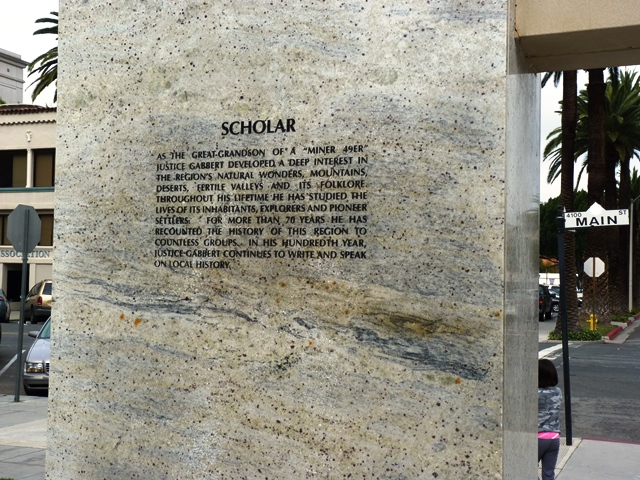 SCHOLAR
AS THE GREAT-GRANDSON OF A "MINER 49ER"
JUSTICE GABBERT DEVELOPED A DEEP INTEREST IN
THE REGION'S NATURAL WONDERS, MOUNTAINS,
DESERTS, FERTILE VALLEYS AND ITS FOLKLORE.
THROUGHOUT HIS LIFETIME HE HAS STUDIED THE
LIVES OF ITS INHABITANTS, EXPLORERS AND PIONEER
SETTLERS. FOR MORE THAN 70 YEARS HE HAS
RECOUNTED THE HISTORY OF THIS REGION TO
COUNTLESS GROUPS. IN HIS HUNDREDTH YEAR,
JUSTICE GABBERT CONTINUES TO WRITE AND SPEAK
ON LOCAL HISTORY.
4100 ST
MAIN